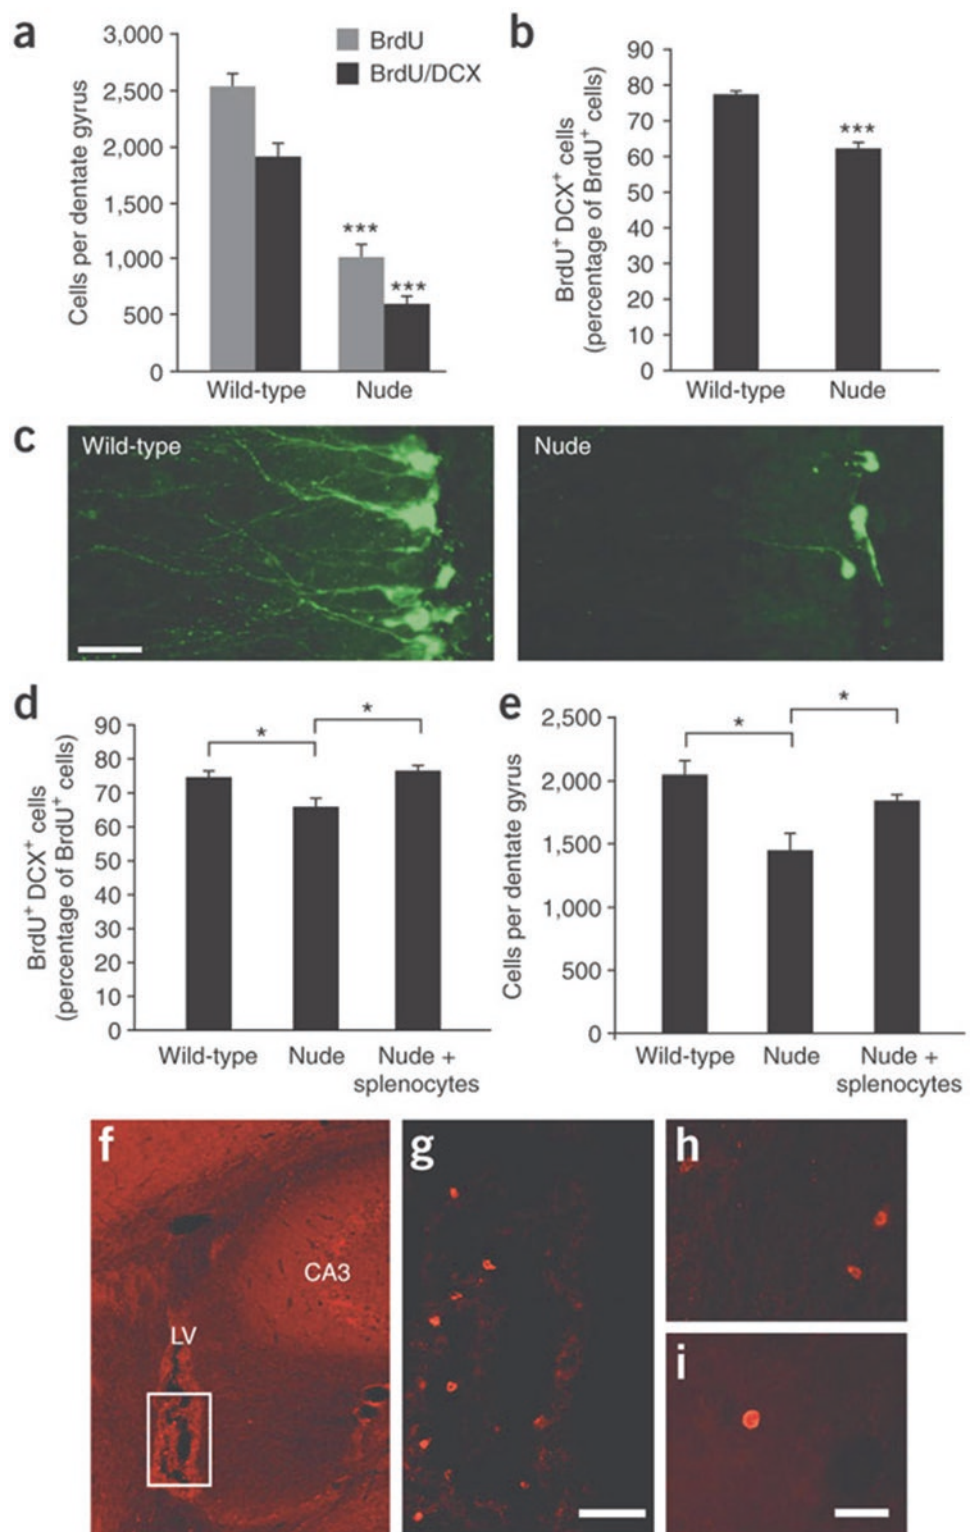 a
3,000
2,500
2,000
1,500
1,000
500
0
Cells per dentate gyrus
BrdU
BrdU/DCX
***
***
Wild-type
Nude
b
90
80
70
60
50
40
30
20
10
0
BrdU⁺ DCX⁺ cells
(percentage of BrdU⁺ cells)
***
Wild-type
Nude
c
Wild-type
Nude
d
90
80
70
60
50
40
30
20
10
0
BrdU⁺ DCX⁺ cells
(percentage of BrdU⁺ cells)
*
*
Wild-type
Nude
Nude +
splenocytes
e
2,500
2,000
1,500
1,000
500
0
Cells per dentate gyrus
*
*
Wild-type
Nude
Nude +
splenocytes
f
CA3
LV
g
h
i